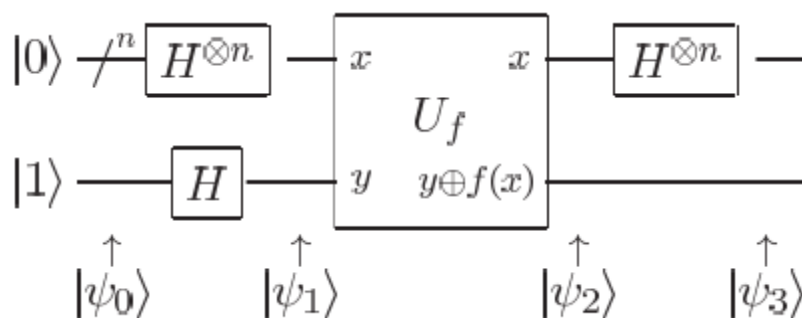 |0⟩ n H⊗n x x H⊗n
U_f
|1⟩ H y y⊕f(x)
↑ ↑ ↑ ↑
|ψ0⟩ |ψ1⟩ |ψ2⟩ |ψ3⟩